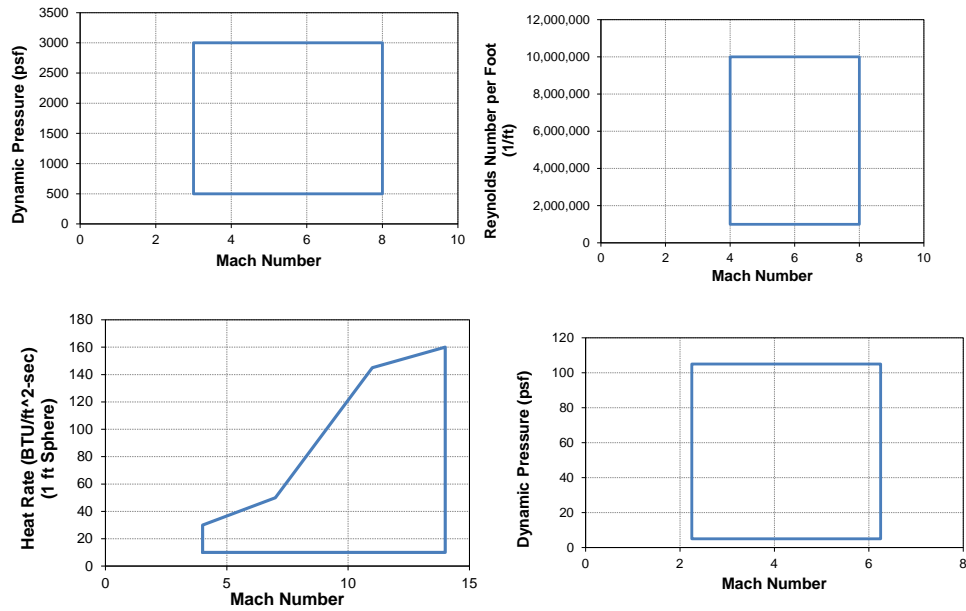 3500
3000
2500
2000
1500
1000
500
0
0 2 4 6 8 10
Dynamic Pressure (psf)
Mach Number
12,000,000
10,000,000
8,000,000
6,000,000
4,000,000
2,000,000
0
0 2 4 6 8 10
Reynolds Number per Foot
(1/ft)
Mach Number
180
160
140
120
100
80
60
40
20
0
0 5 10 15
Heat Rate (BTU/ft^2-sec)
(1 ft Sphere)
Mach Number
120
100
80
60
40
20
0
0 2 4 6 8
Dynamic Pressure (psf)
Mach Number